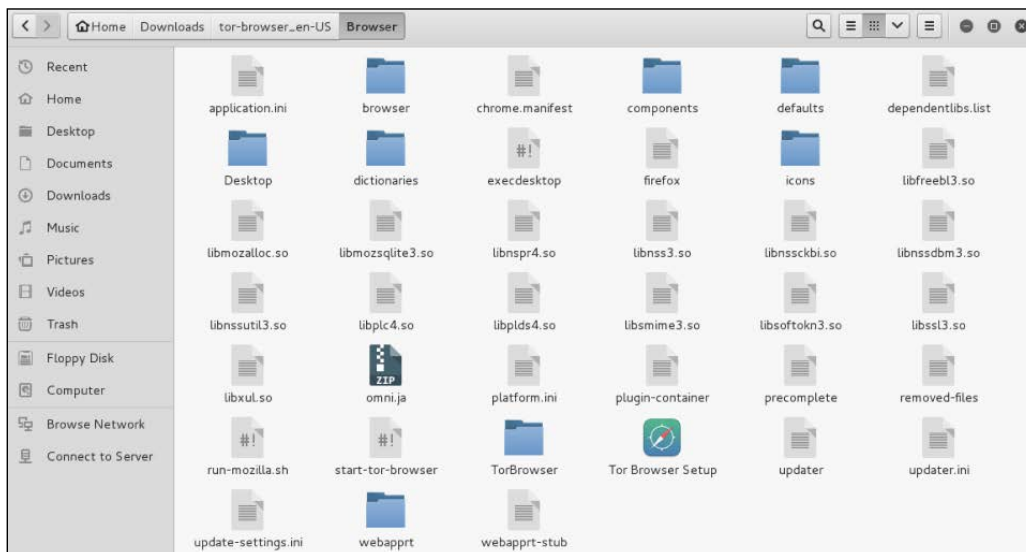 Home Downloads tor-browser_en-US Browser
Recent
Home
Desktop
Documents
Downloads
Music
Pictures
Videos
Trash
Floppy Disk
Computer
Browse Network
Connect to Server
application.ini browser chrome.manifest components defaults dependentlibs.list
Desktop dictionaries #! execdesktop firefox icons libfreebl3.so
libmozalloc.so libmozsqlite3.so libnspr4.so libnss3.so libnssckbi.so libnssdbm3.so
libnssutil3.so libplc4.so libplds4.so libsmime3.so libsoftokn3.so libssl3.so
ZIP
libxul.so omni.ja platform.ini plugin-container precomplete removed-files
#! #!
run-mozilla.sh start-tor-browser TorBrowser Tor Browser Setup updater updater.ini
update-settings.ini webapprt webapprt-stub